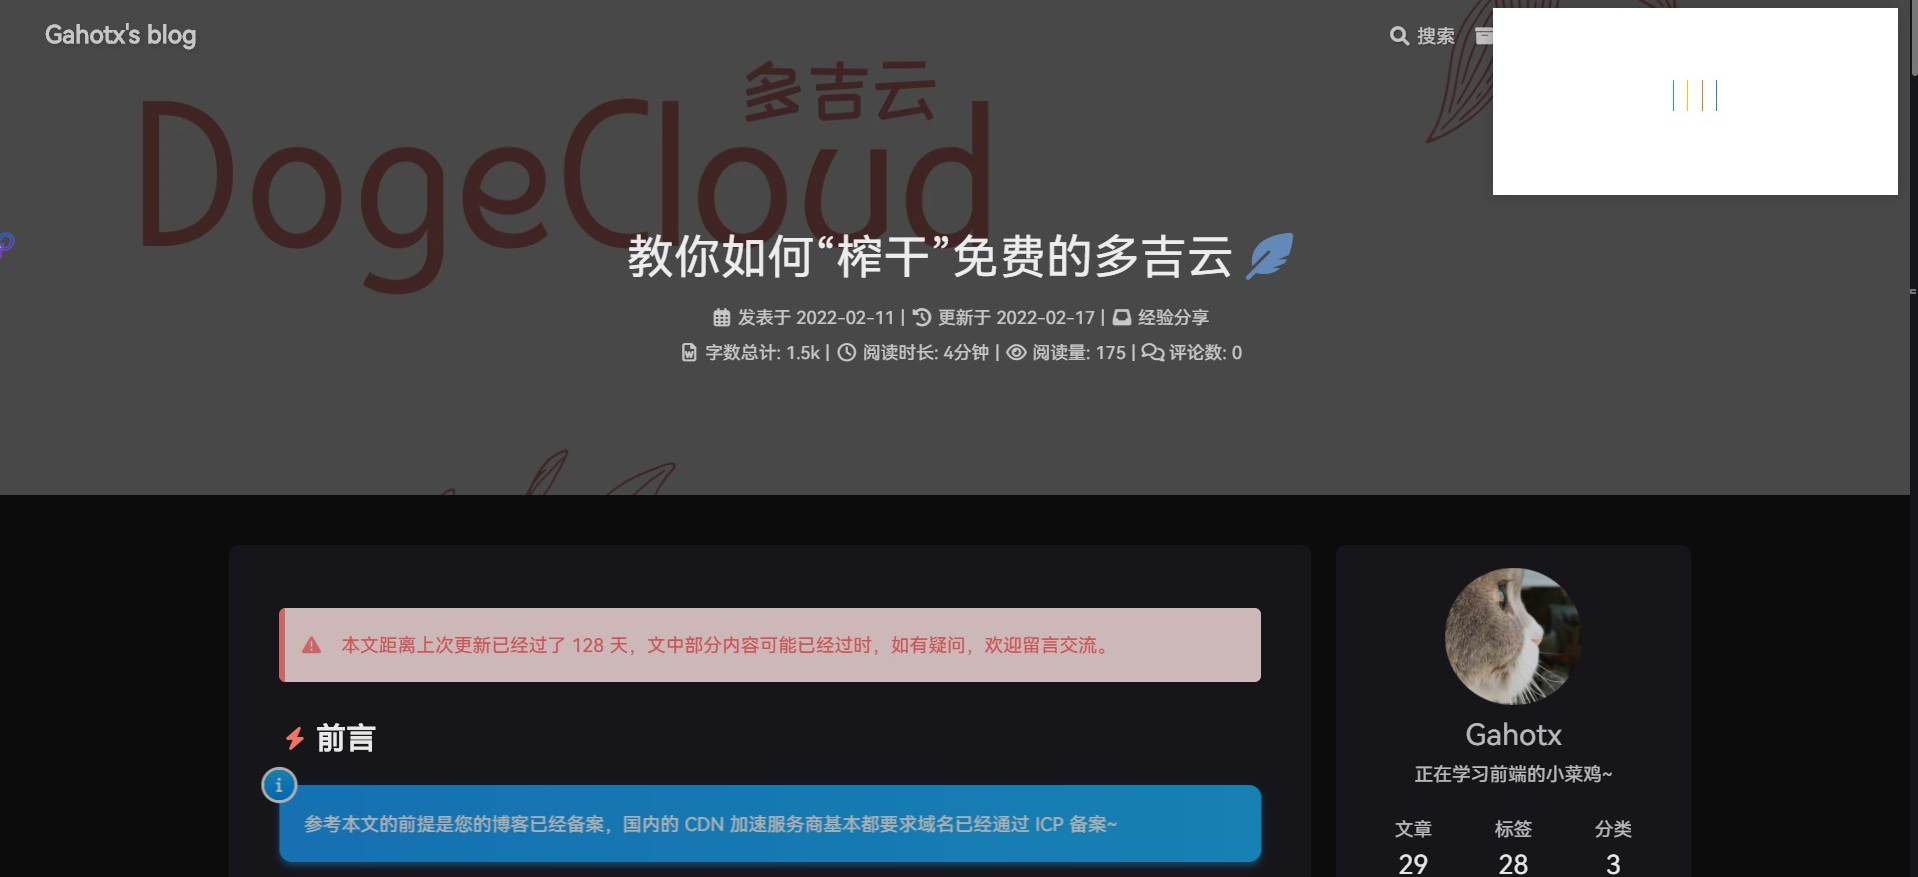 Gahotx's blog
搜索
多吉云
DogeCloud
教你如何“榨干”免费的多吉云
发表于 2022-02-11 | 更新于 2022-02-17 | 经验分享
字数总计: 1.5k | 阅读时长: 4分钟 | 阅读量: 175 | 评论数: 0
本文距离上次更新已经过了 128 天，文中部分内容可能已经过时，如有疑问，欢迎留言交流。
前言
参考本文的前提是您的博客已经备案，国内的 CDN 加速服务商基本都要求域名已经通过 ICP 备案~
Gahotx
正在学习前端的小菜鸡~
文章 标签 分类
29 28 3